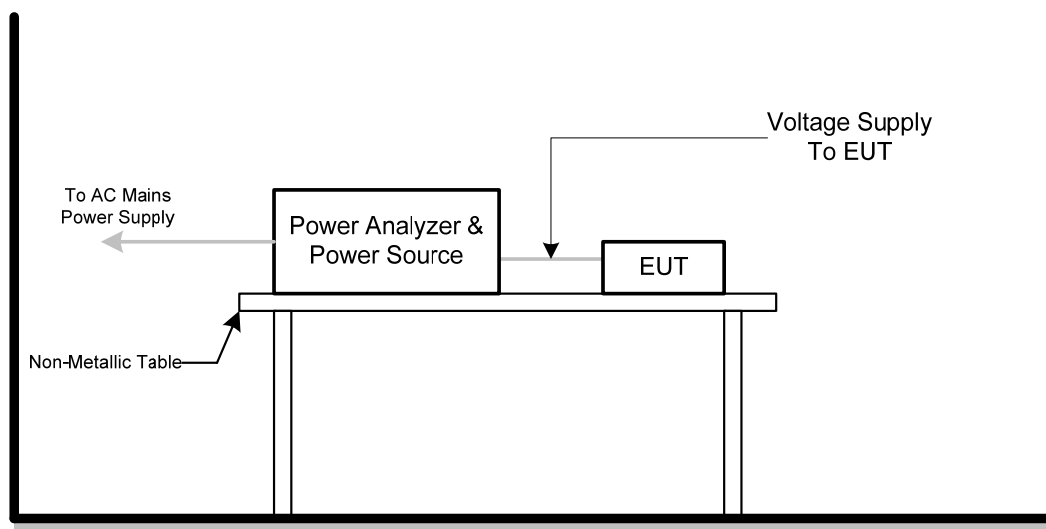 Voltage Supply
To EUT
To AC Mains
Power Supply
Power Analyzer &
Power Source
EUT
Non-Metallic Table